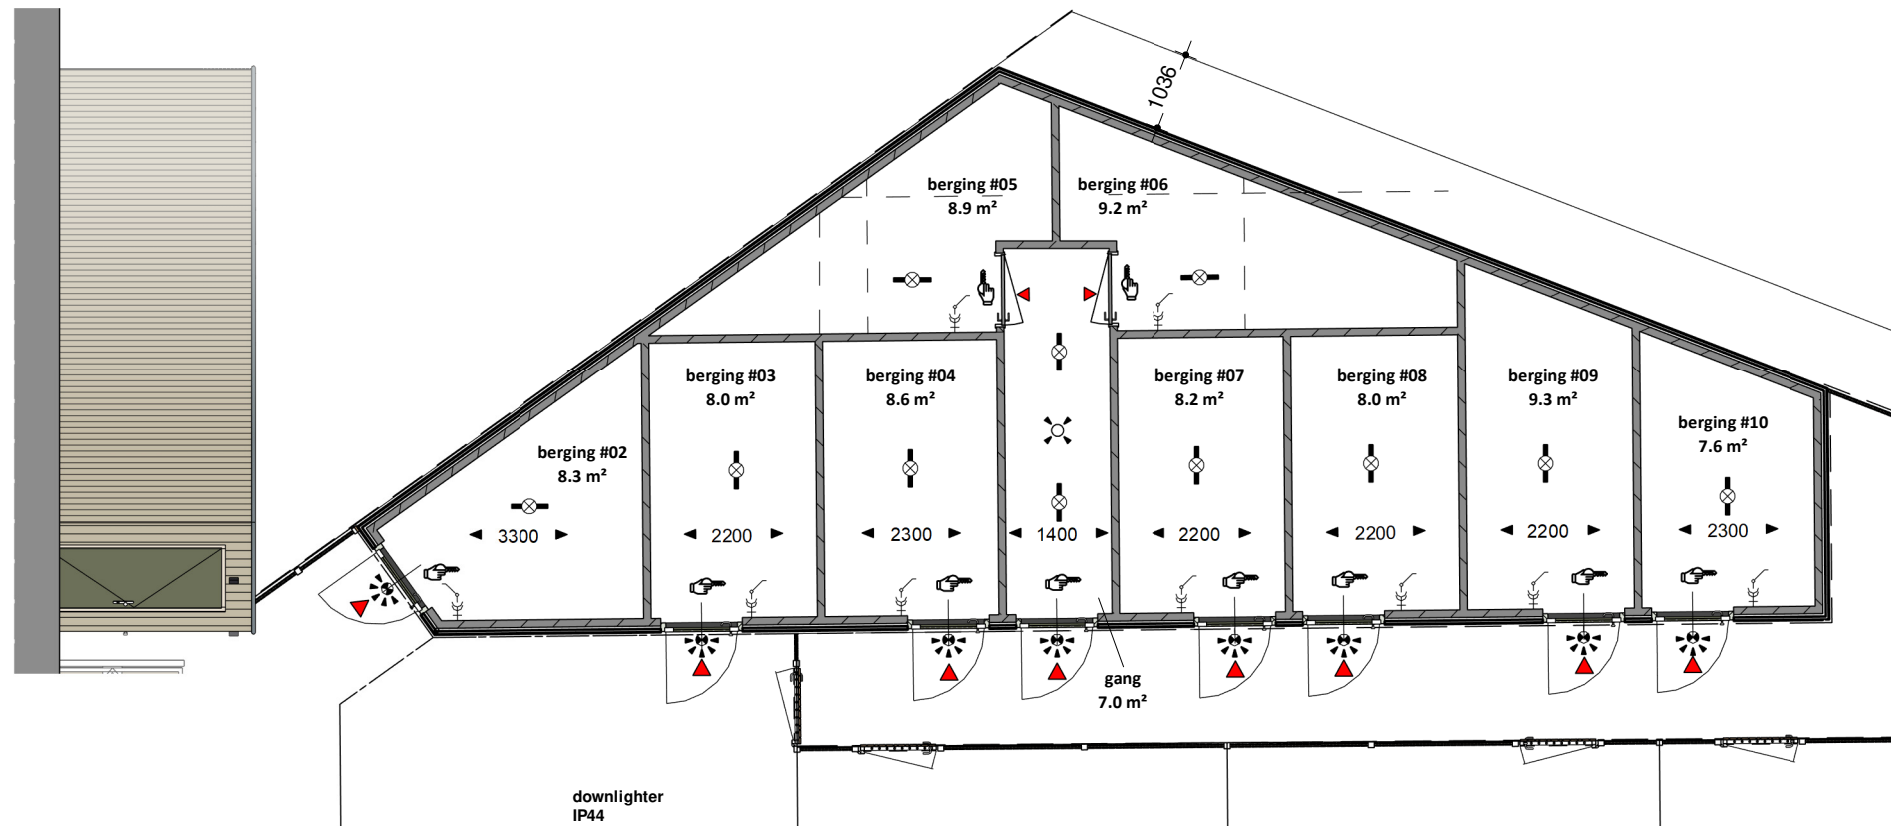 1036
berging #05
8.9 m²
berging #06
9.2 m²
berging #03
8.0 m²
berging #04
8.6 m²
berging #07
8.2 m²
berging #08
8.0 m²
berging #09
9.3 m²
berging #10
7.6 m²
berging #02
8.3 m²
3300
2200
2300
1400
2200
2200
2200
2300
gang
7.0 m²
downlighter
IP44